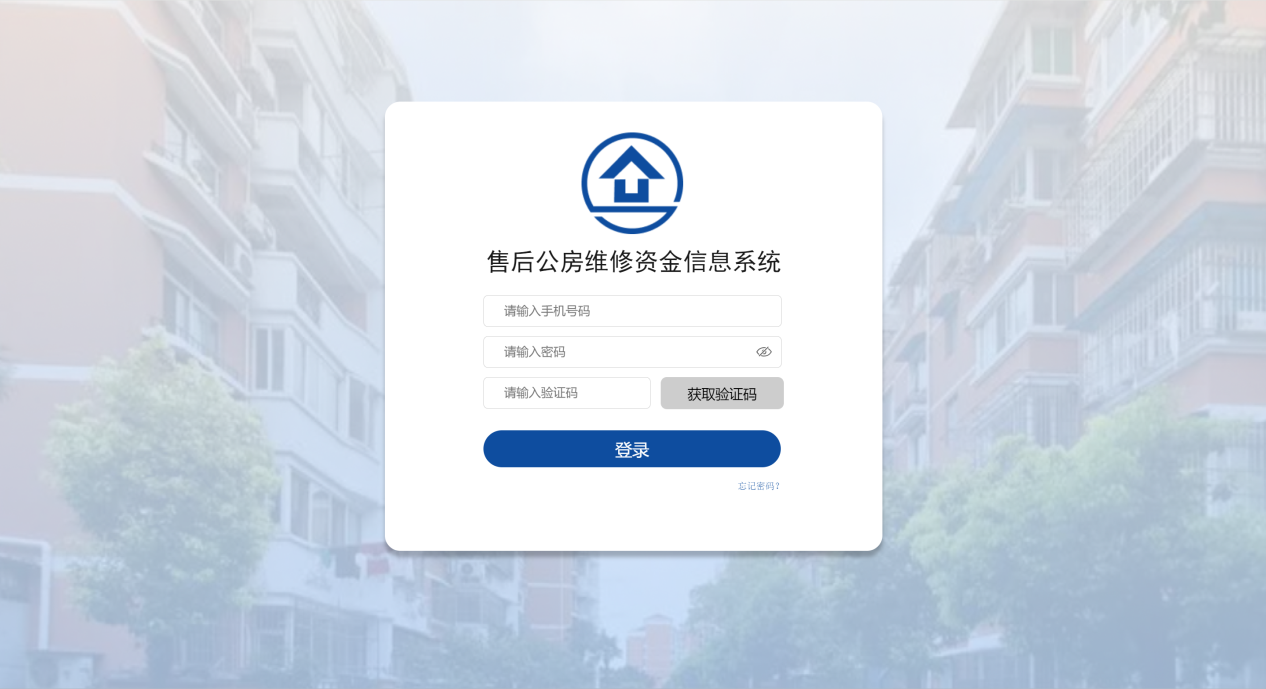 售后公房维修资金信息系统
请输入手机号码
请输入密码
请输入验证码 获取验证码
登录
忘记密码?